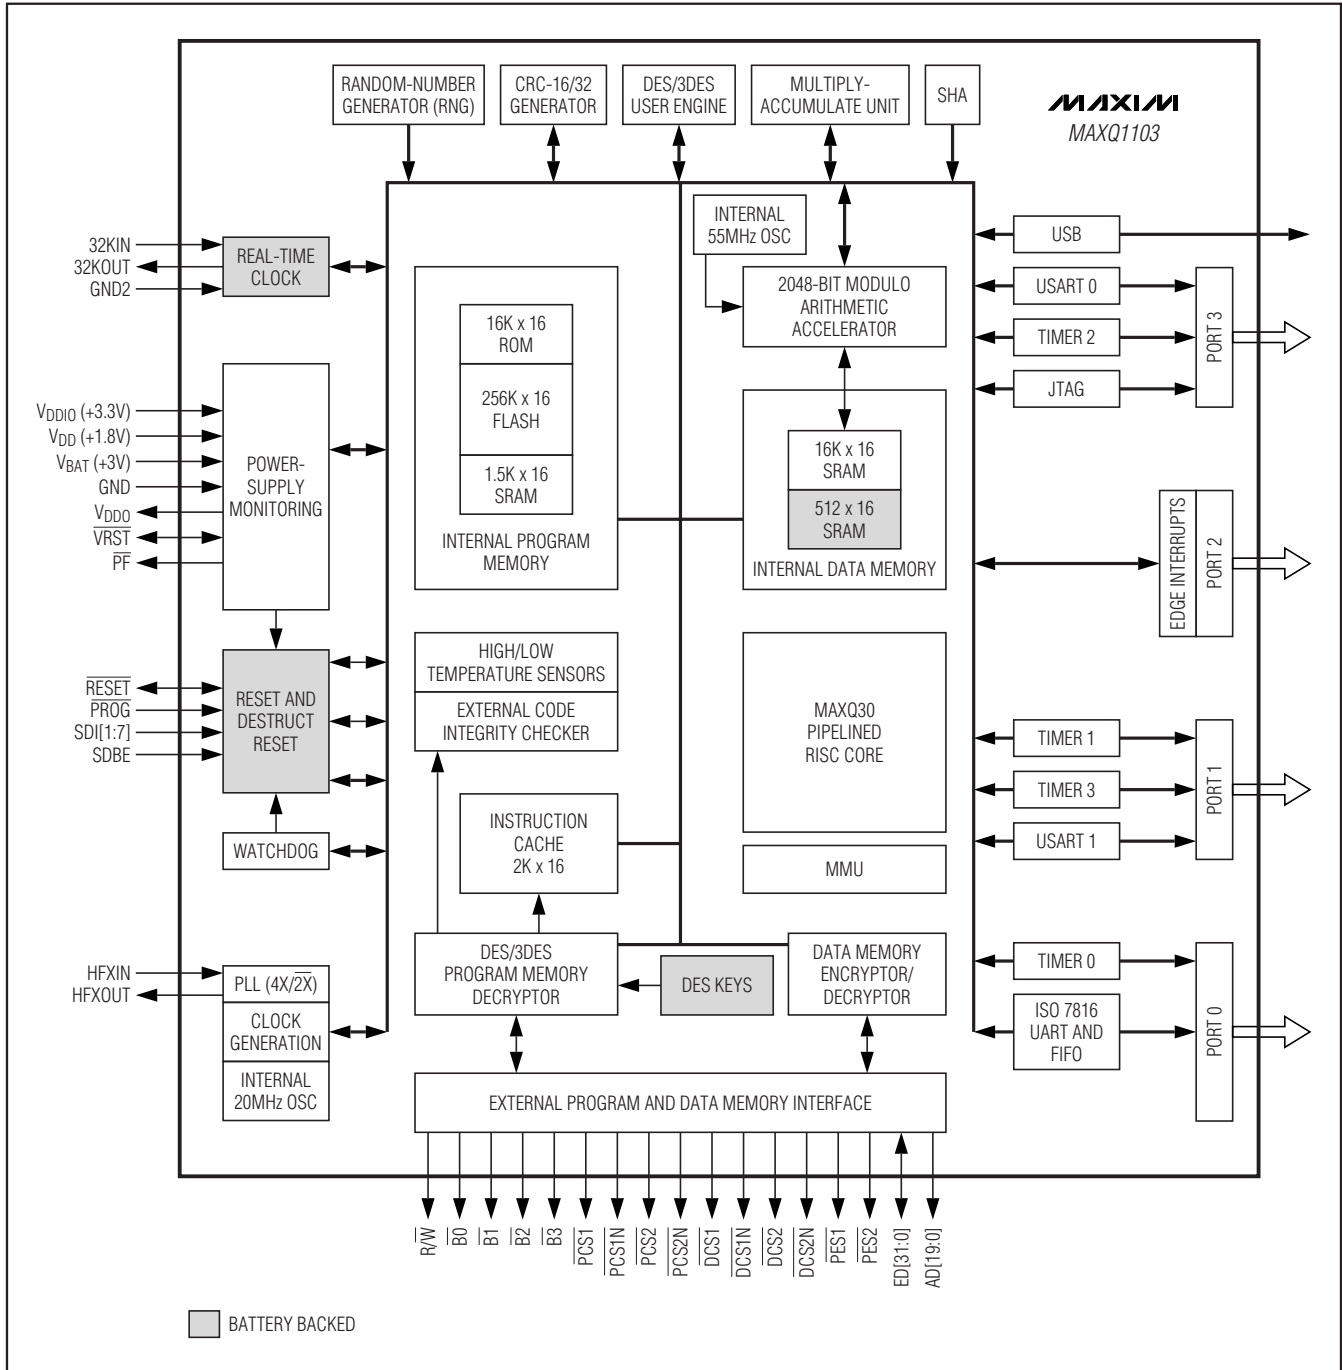 RANDOM-NUMBER
GENERATOR (RNG)
CRC-16/32
GENERATOR
DES/3DES
USER ENGINE
MULTIPLY-
ACCUMULATE UNIT
SHA
MAXIM
MAXQ1103
32KIN
32KOUT
GND2
REAL-TIME
CLOCK
INTERNAL
55MHz OSC
2048-BIT MODULO
ARITHMETIC
ACCELERATOR
USB
USART 0
TIMER 2
JTAG
PORT 3
16K x 16
ROM
256K x 16
FLASH
1.5K x 16
SRAM
INTERNAL PROGRAM
MEMORY
16K x 16
SRAM
512 x 16
SRAM
INTERNAL DATA MEMORY
VDDIO (+3.3V)
VDD (+1.8V)
VBAT (+3V)
GND
VDDO
VRST
PF
POWER-
SUPPLY
MONITORING
EDGE INTERRUPTS
PORT 2
RESET
PROG
SDI[1:7]
SDBE
RESET AND
DESTRUCT
RESET
WATCHDOG
HIGH/LOW
TEMPERATURE SENSORS
EXTERNAL CODE
INTEGRITY CHECKER
INSTRUCTION
CACHE
2K x 16
MAXQ30
PIPELINED
RISC CORE
MMU
TIMER 1
TIMER 3
USART 1
PORT 1
HFXIN
HFXOUT
PLL (4X/2X)
CLOCK
GENERATION
INTERNAL
20MHz OSC
DES/3DES
PROGRAM MEMORY
DECRYPTOR
DES KEYS
DATA MEMORY
ENCRYPTOR/
DECRYPTOR
TIMER 0
ISO 7816
UART AND
FIFO
PORT 0
EXTERNAL PROGRAM AND DATA MEMORY INTERFACE
R/W
B0
B1
B2
B3
PCS1
PCS1N
PCS2
PCS2N
DCS1
DCS1N
DCS2
DCS2N
PES1
PES2
ED[31:0]
AD[19:0]
BATTERY BACKED